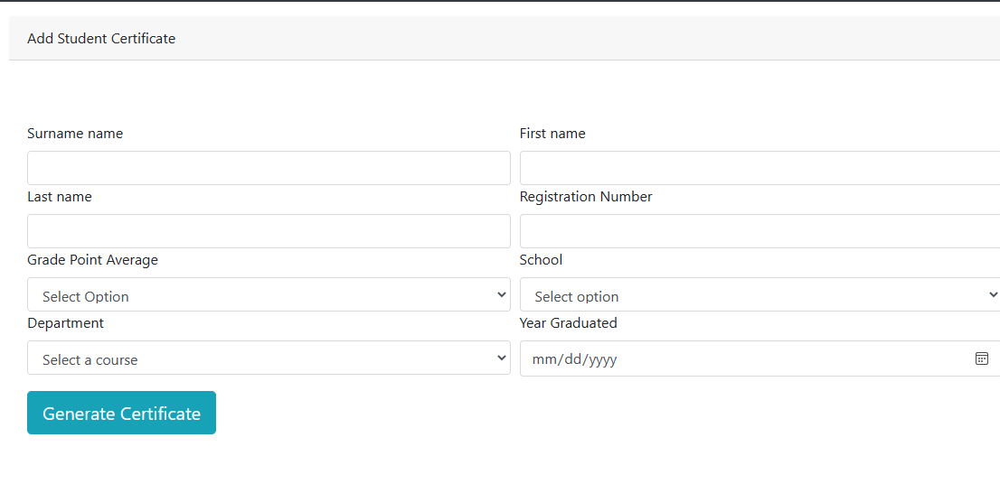 Add Student Certificate
Surname name First name
Last name Registration Number
Grade Point Average School
Select Option Select option
Department Year Graduated
Select a course mm/dd/yyyy
Generate Certificate